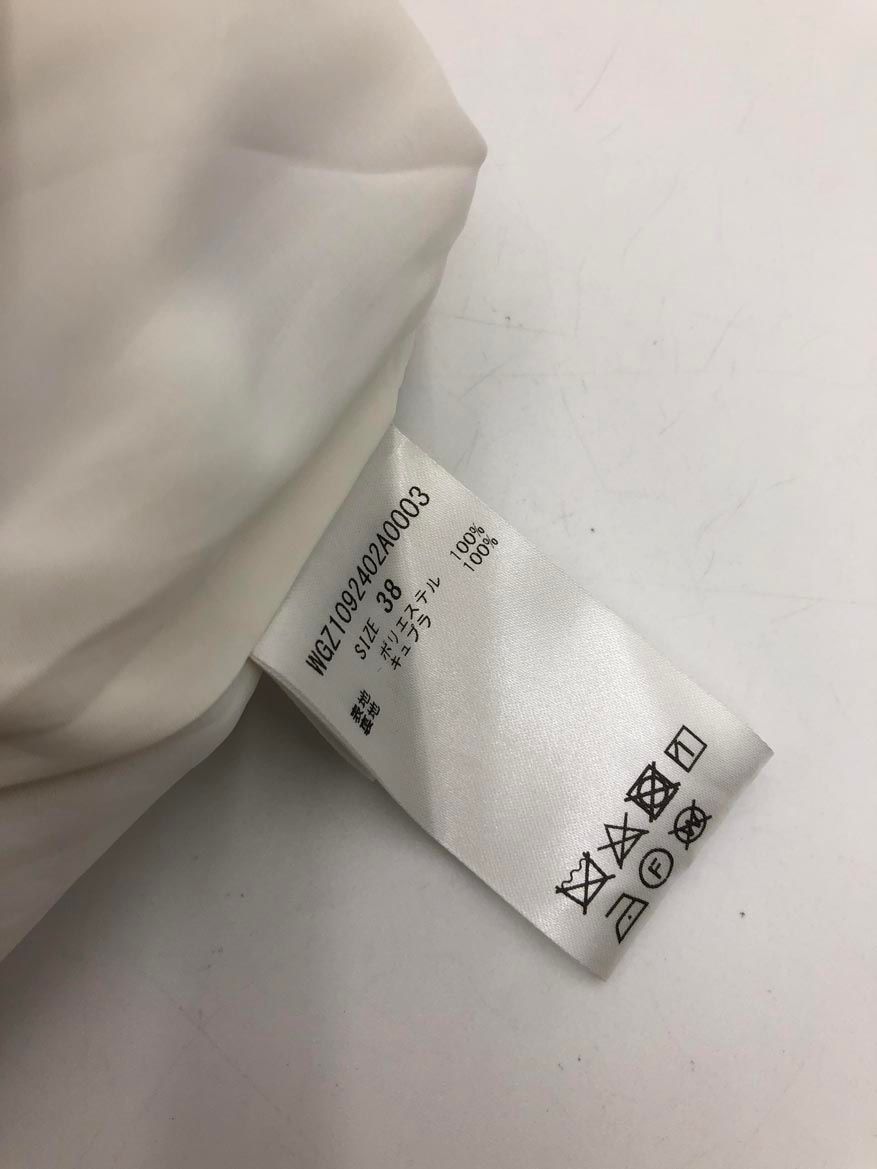 WGZ1092402A0003
SIZE 38
表地 ポリエステル 100%
裏地 キュプラ 100%
F
W